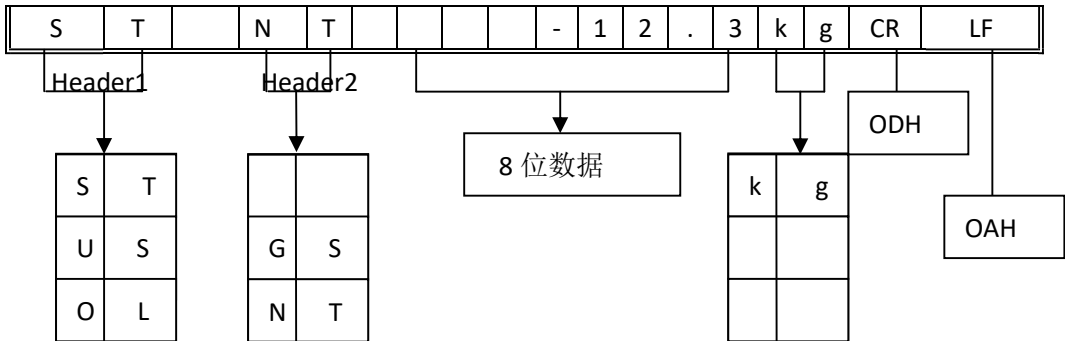 S T N T - 1 2 . 3 k g CR LF
Header1 Header2
ODH
8 位数据
S T k g
OAH
U S G S
O L N T